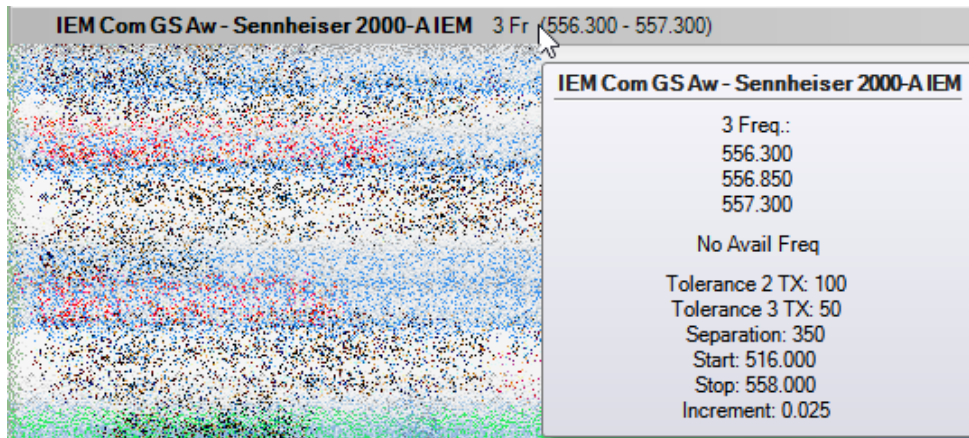 IEM Com GS Aw - Sennheiser 2000-A IEM 3 Fr (556.300 - 557.300)
IEM Com GS Aw - Sennheiser 2000-A IEM
3 Freq.:
556.300
556.850
557.300
No Avail Freq
Tolerance 2 TX: 100
Tolerance 3 TX: 50
Separation: 350
Start: 516.000
Stop: 558.000
Increment: 0.025